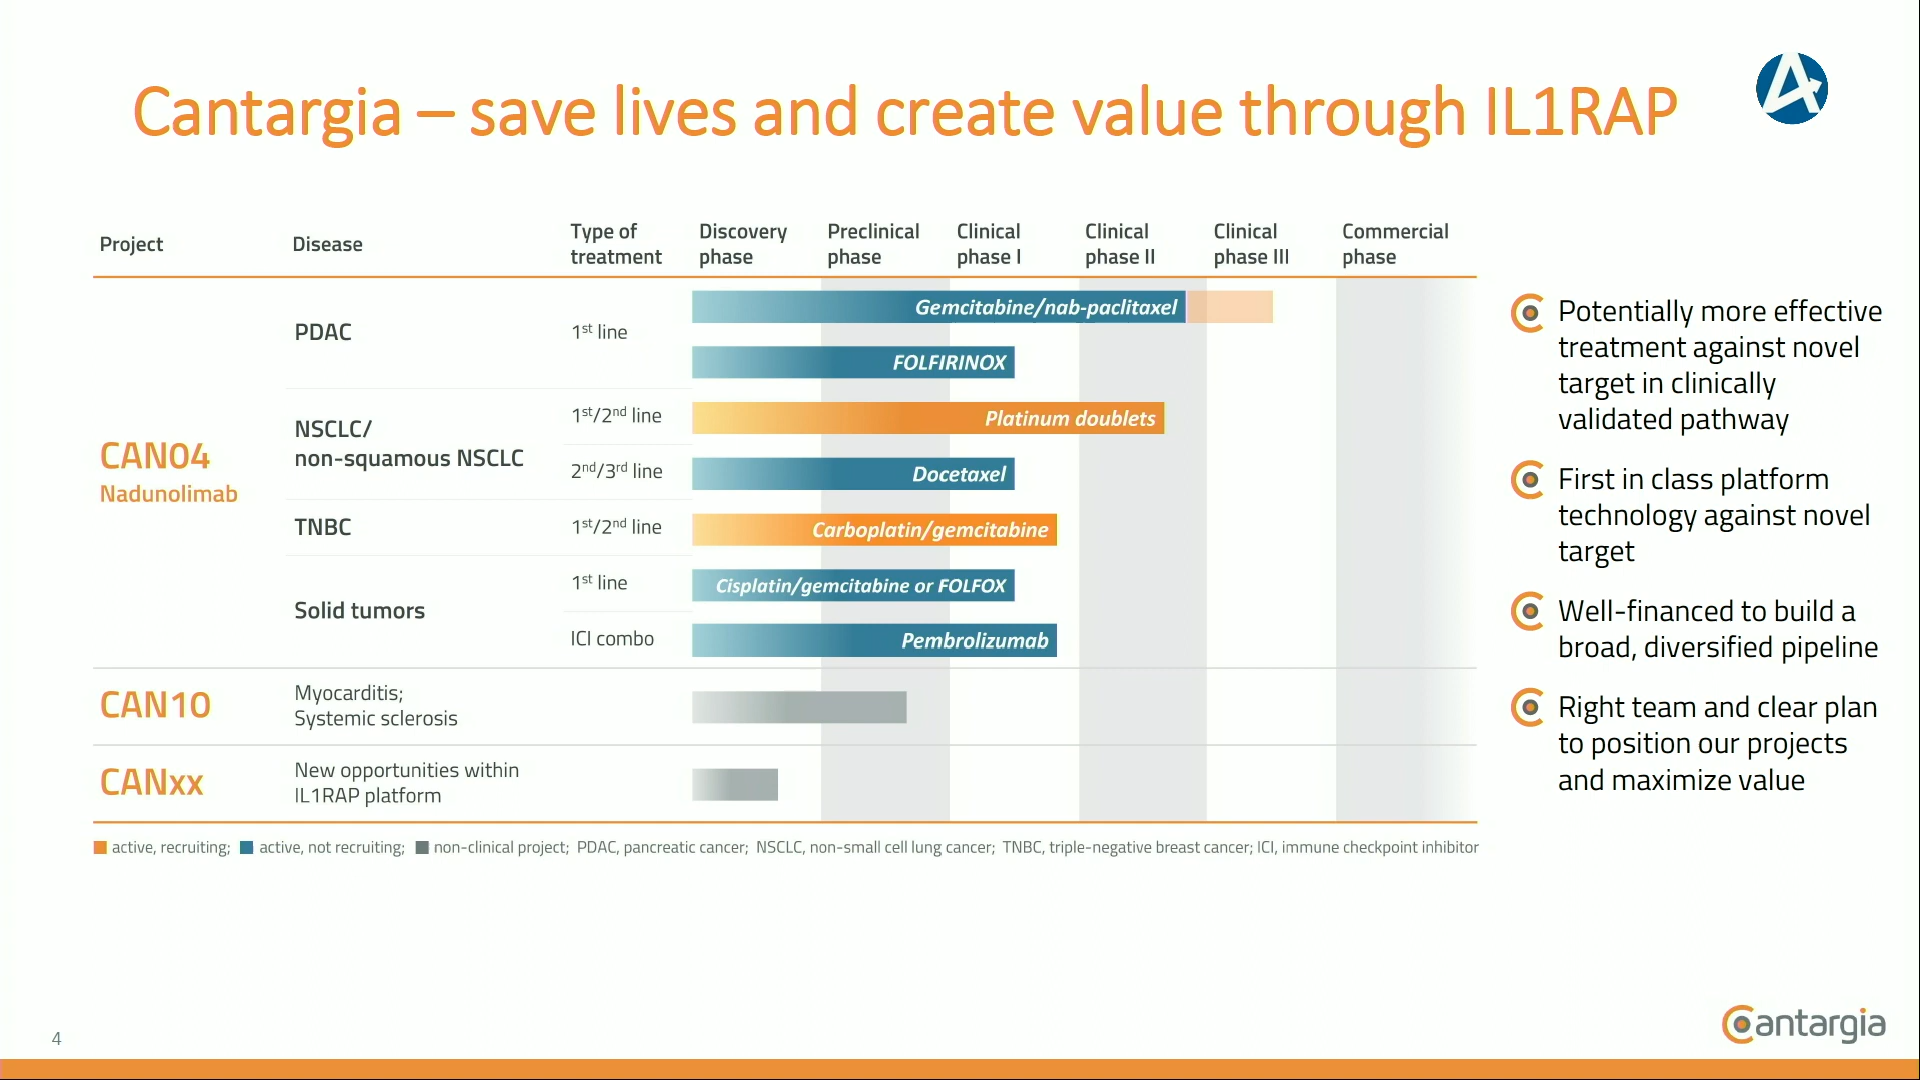 Cantargia – save lives and create value through IL1RAP
Project
Disease
Type of
treatment
Discovery
phase
Preclinical
phase
Clinical
phase I
Clinical
phase II
Clinical
phase III
Commercial
phase
CAN04
Nadunolimab
PDAC
1st line
Gemcitabine/nab-paclitaxel
FOLFIRINOX
NSCLC/
non-squamous NSCLC
1st/2nd line
Platinum doublets
2nd/3rd line
Docetaxel
TNBC
1st/2nd line
Carboplatin/gemcitabine
Solid tumors
1st line
Cisplatin/gemcitabine or FOLFOX
ICI combo
Pembrolizumab
CAN10
Myocarditis;
Systemic sclerosis
CANxx
New opportunities within
IL1RAP platform
active, recruiting; active, not recruiting; non-clinical project; PDAC, pancreatic cancer; NSCLC, non-small cell lung cancer; TNBC, triple-negative breast cancer; ICI, immune checkpoint inhibitor
Potentially more effective
treatment against novel
target in clinically
validated pathway
First in class platform
technology against novel
target
Well-financed to build a
broad, diversified pipeline
Right team and clear plan
to position our projects
and maximize value
4
Cantargia